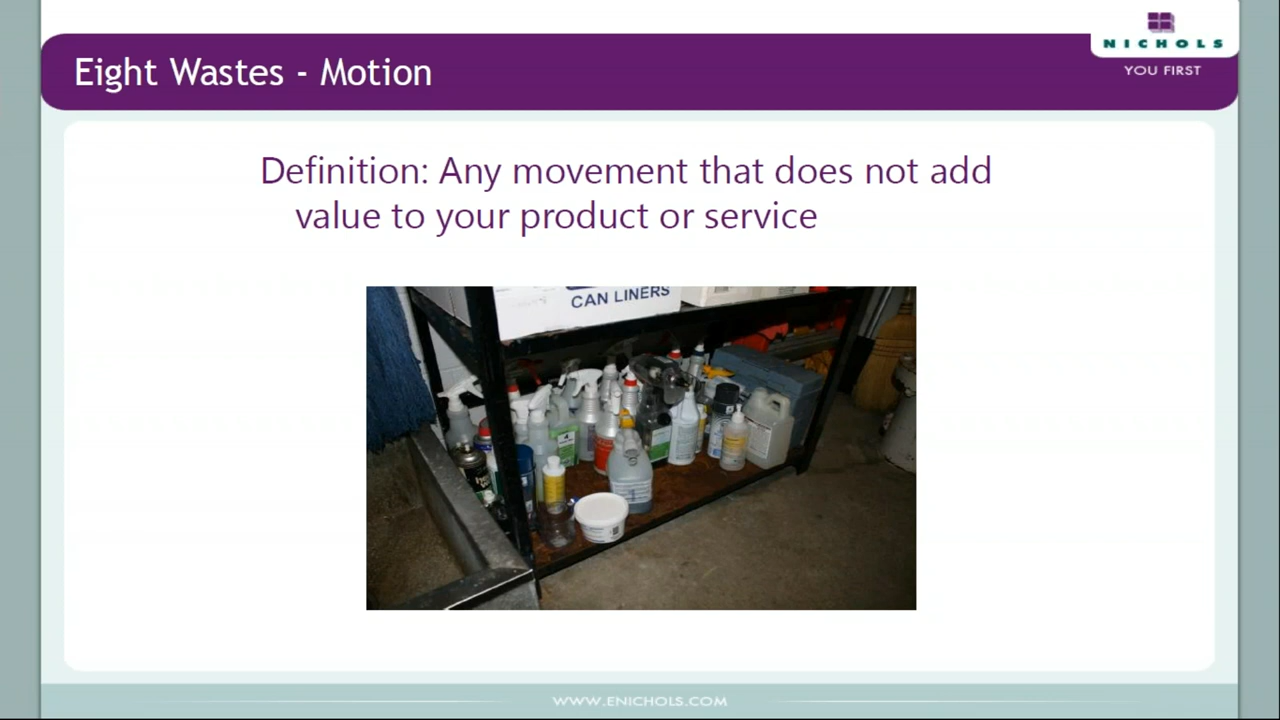 NICHOLS
Eight Wastes - Motion
YOU FIRST
Definition: Any movement that does not add
value to your product or service
CAN LINERS
WWW.ENICHOLS.COM